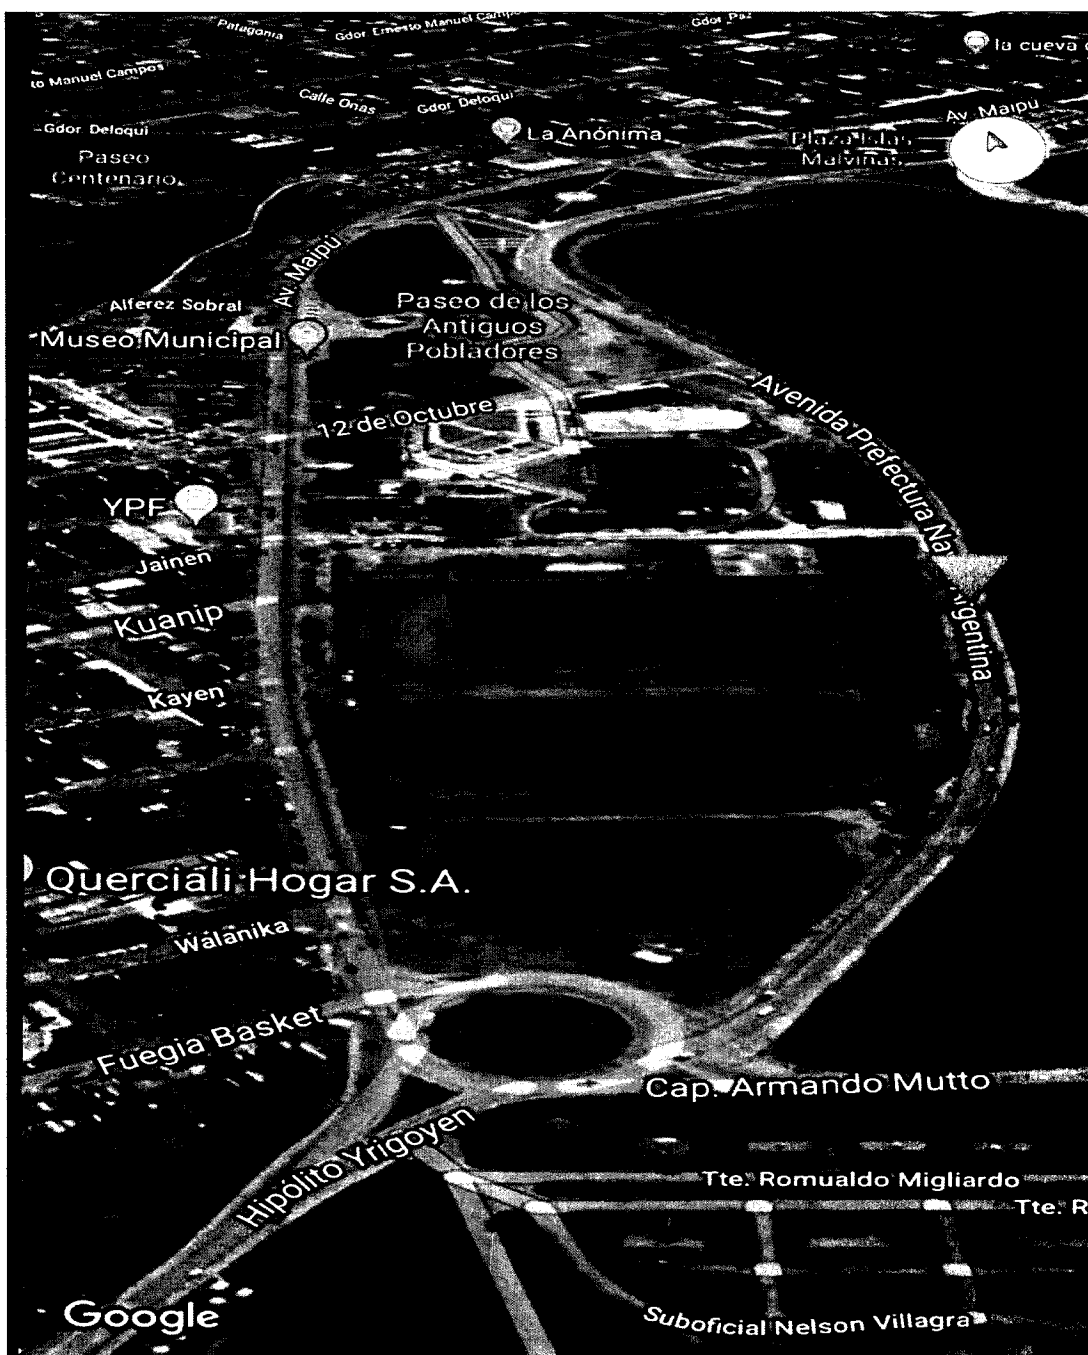 Patagonia
Gdor Ernesto Manuel Campos
Gdor Paz
la cueva
to Manuel Campos
Calle Onas
Gdor Deloqui
Av. Maipú
Gdor Deloqui
La Anónima
Plaza Islas
Malvinas
Paseo
Centenario
Av. Maipú
Alferez Sobral
Paseo de los
Antiguos
Pobladores
Museo Municipal
12 de Octubre
Avenida Prefectura Na Argentina
YPF
Jainen
Kuanip
Kayen
Querciali Hogar S.A.
Walanika
Fuegia Basket
Cap. Armando Mutto
Hipólito Yrigoyen
Tte. Romualdo Migliardo
Tte. R
Suboficial Nelson Villagra
Google